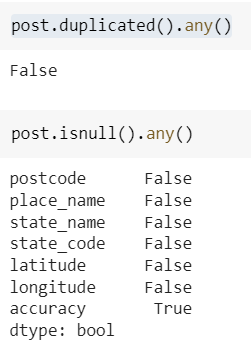 post.duplicated().any()
False
post.isnull().any()
postcode False
place_name False
state_name False
state_code False
latitude False
longitude False
accuracy True
dtype: bool